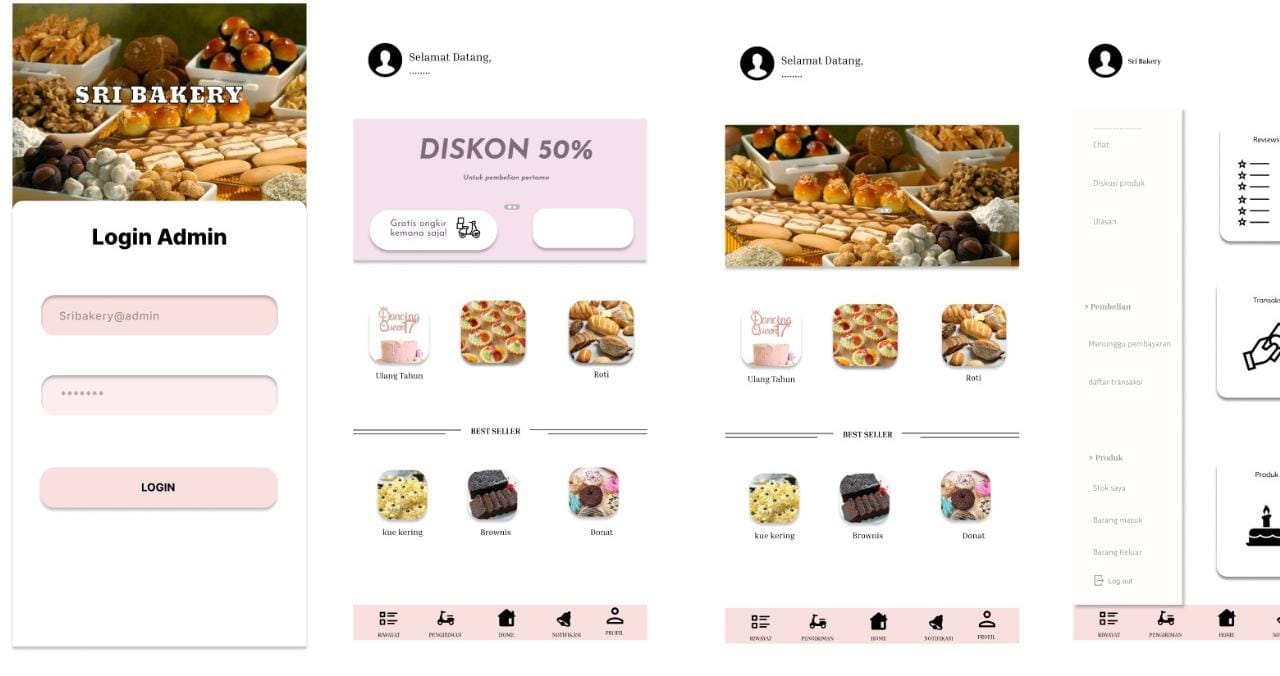 SRI BAKERY
Login Admin
Sribakery@admin
*******
LOGIN
Selamat Datang,
........
DISKON 50%
Untuk pembelian pertama
Gratis ongkir
kemana saja!
Dancing
Queen 17
Ulang Tahun
Roti
BEST SELLER
kue kering
Brownis
Donat
RIWAYAT
PENGIRIMAN
HOME
NOTIFIKASI
PROFIL
Selamat Datang,
........
Dancing
Queen 17
Ulang Tahun
Roti
BEST SELLER
kue kering
Brownis
Donat
RIWAYAT
PENGIRIMAN
HOME
NOTIFIKASI
PROFIL
Sri Bakery
Chat
Diskusi produk
Ulasan
> Pembelian
Menunggu pembayaran
daftar transaksi
> Produk
Stok saya
Barang masuk
Barang Keluar
Log out
Reviews
Transaks
Produk
RIWAYAT
PENGIRIMAN
HOME